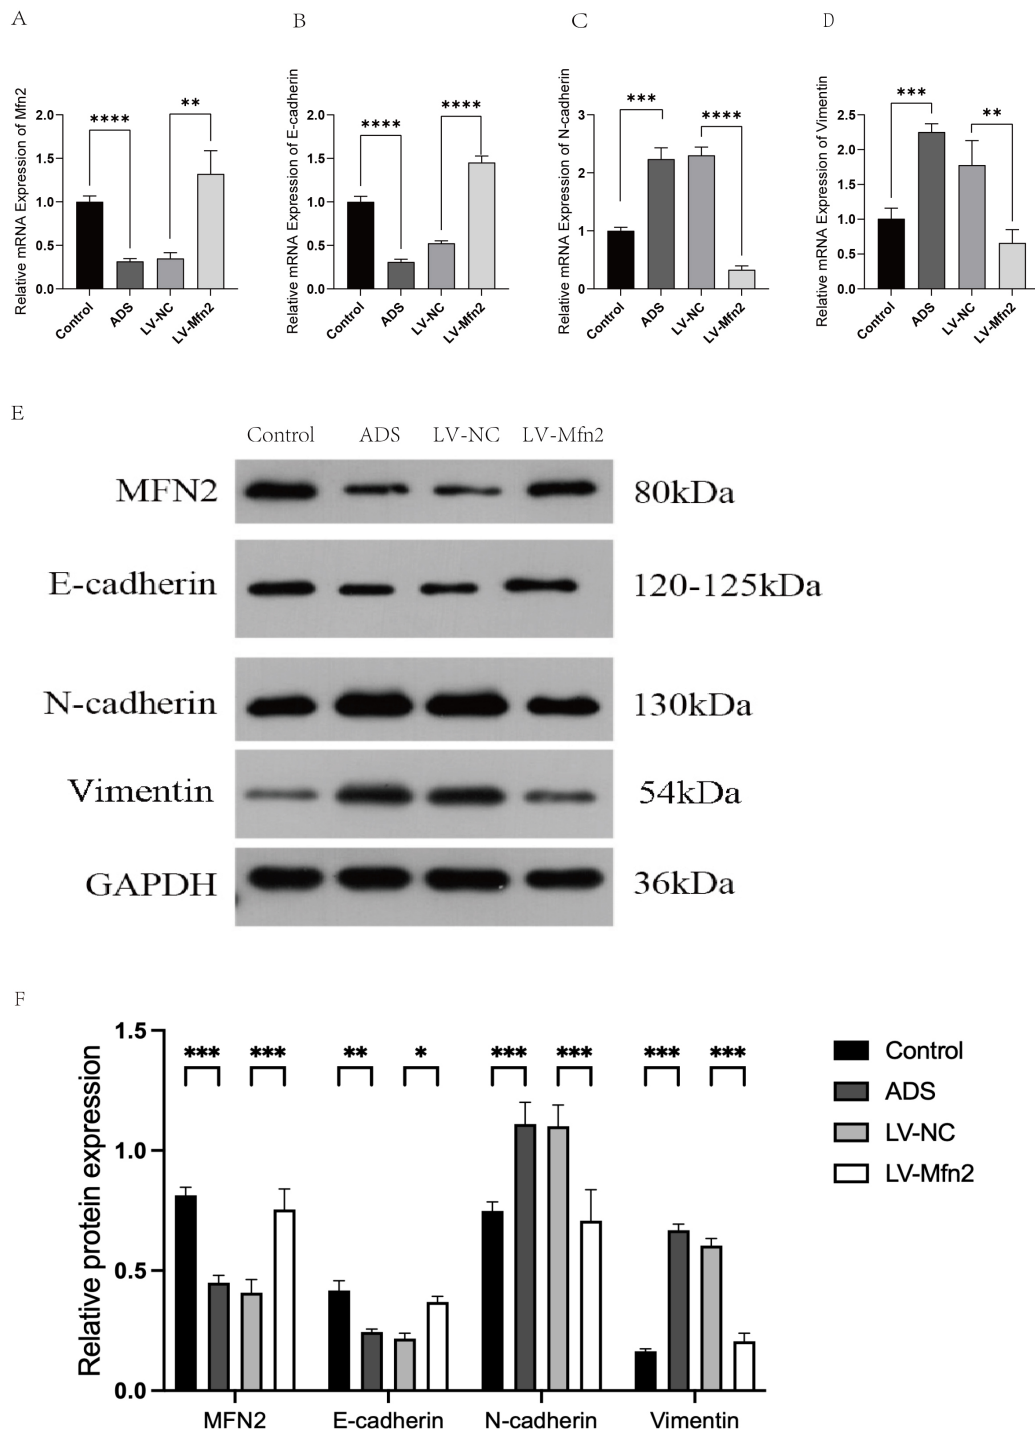 A
B
C
D
Relative mRNA Expression of Mfn2
2.0
1.5
1.0
0.5
0.0
****
**
Control
ADS
LV-NC
LV-Mfn2
Relative mRNA Expression of E-cadherin
2.0
1.5
1.0
0.5
0.0
****
****
Control
ADS
LV-NC
LV-Mfn2
Relative mRNA Expression of N-cadherin
3
2
1
0
***
****
Control
ADS
LV-NC
LV-Mfn2
Relative mRNA Expression of Vimentin
2.5
2.0
1.5
1.0
0.5
0.0
***
**
Control
ADS
LV-NC
LV-Mfn2
E
Control ADS LV-NC LV-Mfn2
MFN2 80kDa
E-cadherin 120-125kDa
N-cadherin 130kDa
Vimentin 54kDa
GAPDH 36kDa
F
Relative protein expression
1.5
1.0
0.5
0.0
*** *** ** * *** *** *** ***
MFN2 E-cadherin N-cadherin Vimentin
Control
ADS
LV-NC
LV-Mfn2